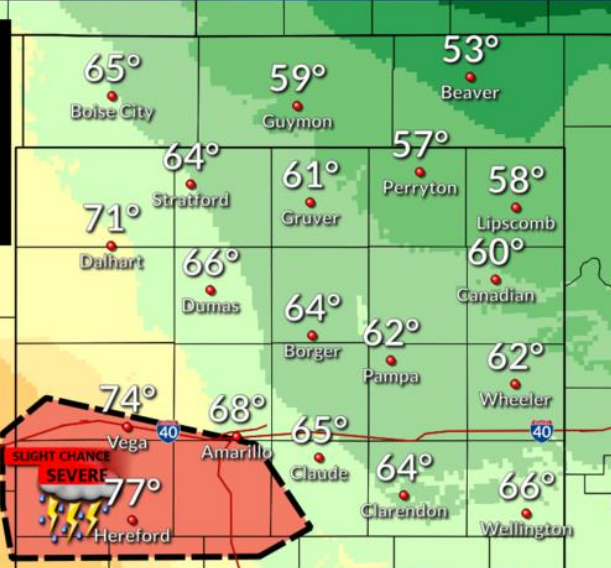 53°
65°
59°
Beaver
Boise City
Guymon
57°
64°
61°
58°
Perryton
Stratford
Gruver
Lipscomb
71°
60°
Dalhart
66°
Canadian
Dumas
64°
62°
Borger
62°
Pampa
Wheeler
74°
68°
65°
40
40
Vega
Amarillo
SLIGHT CHANCE
Claude
64°
SEVERE
77°
66°
Clarendon
Hereford
Wellington